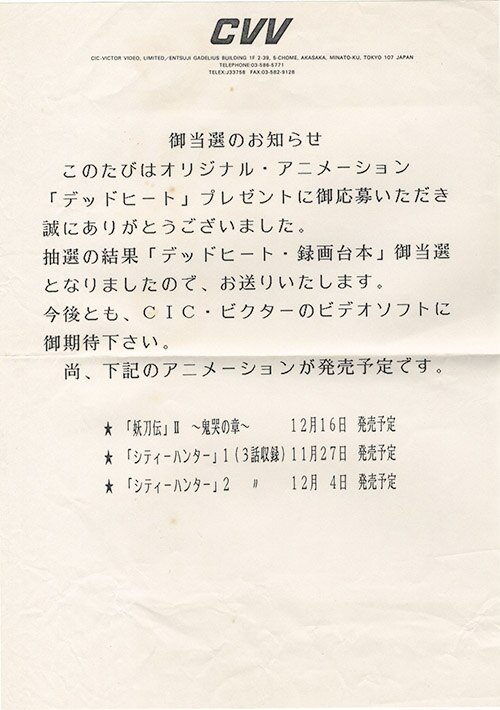 CVV
CIC-VICTOR VIDEO, LIMITED/ENTSUJI GADELIUS BUILDING 1F 2-39, 5-CHOME, AKASAKA, MINATO-KU, TOKYO 107 JAPAN
TELEPHONE:03-586-5771
TELEX:J33758 FAX:03-582-9128
御当選のお知らせ
このたびはオリジナル・アニメーション
「デッドヒート」プレゼントに御応募いただき
誠にありがとうございました。
抽選の結果「デッドヒート・録画台本」御当選
となりましたので、お送りいたします。
今後とも、CIC・ビクターのビデオソフトに
御期待下さい。
尚、下記のアニメーションが発売予定です。
★「妖刀伝」Ⅱ ～鬼哭の章～ 12月16日 発売予定
★「シティーハンター」1(3話収録)11月27日 発売予定
★「シティーハンター」2 〃 12月 4日 発売予定